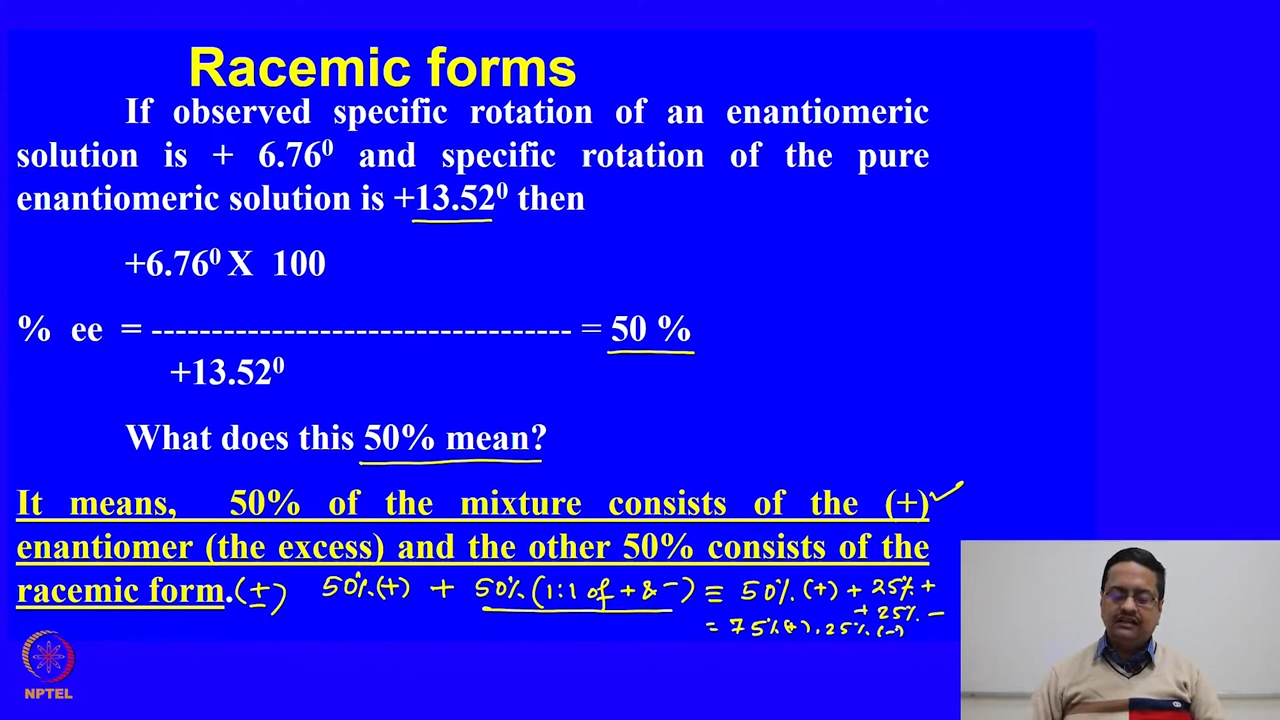 Racemic forms
If observed specific rotation of an enantiomeric
solution is + 6.76⁰ and specific rotation of the pure
enantiomeric solution is +13.52⁰ then
+6.76⁰ X 100
% ee = ----------------------------------- = 50 %
+13.52⁰
What does this 50% mean?
It means, 50% of the mixture consists of the (+)
enantiomer (the excess) and the other 50% consists of the
racemic form.(±) 50%(+) + 50%(1:1 of + & -) ≡ 50%(+) + 25% +
+ 25% -
= 75%(+), 25%(-)
NPTEL